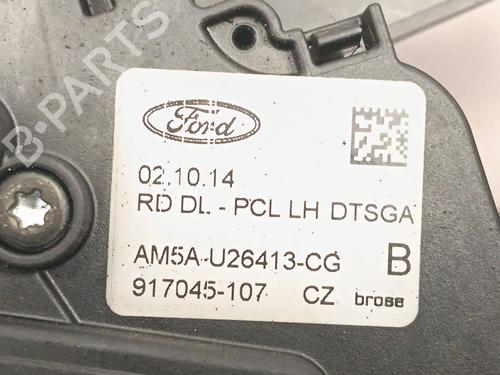 B-PARTS
Ford
02.10.14
RD DL - PCL LH DTSGA
AM5A-U26413-CG B
917045-107 CZ brose